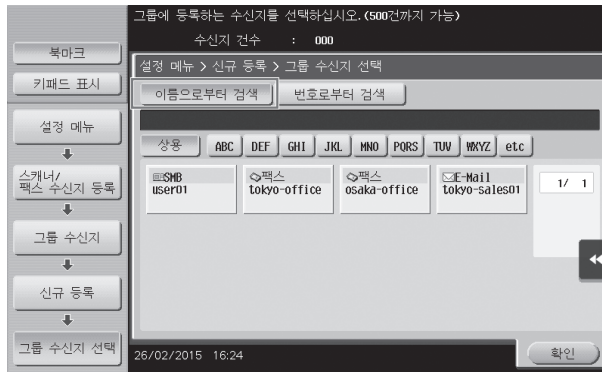 그룹에 등록하는 수신지를 선택하십시오.(500건까지 가능)
수신지 건수 : 000
북마크
키패드 표시
설정 메뉴
스캐너/
팩스 수신지 등록
그룹 수신지
신규 등록
그룹 수신지 선택
설정 메뉴 > 신규 등록 > 그룹 수신지 선택
이름으로부터 검색 번호로부터 검색
상용 ABC DEF GHI JKL MNO PQRS TUV WXYZ etc
SMB
user01
팩스
tokyo-office
팩스
osaka-office
E-Mail
tokyo-sales01
1/ 1
26/02/2015 16:24
확인